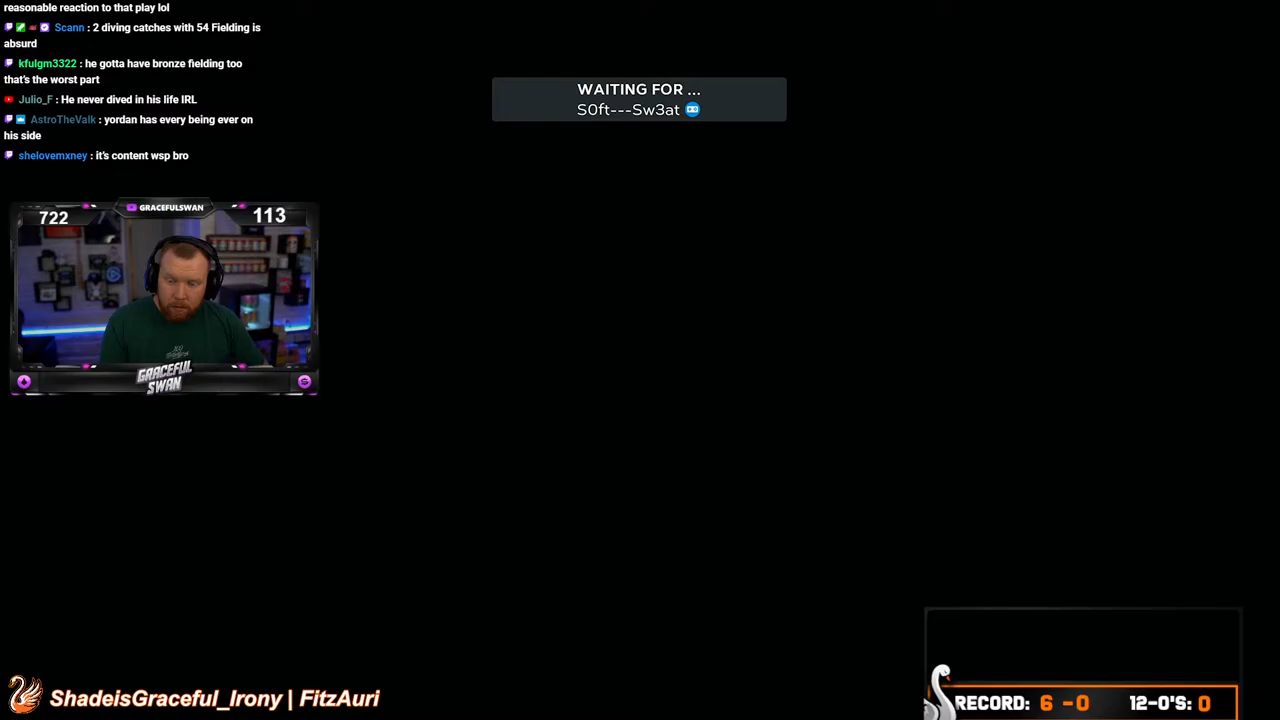 reasonable reaction to that play lol
Scann : 2 diving catches with 54 Fielding is
absurd
kfulgm3322 : he gotta have bronze fielding too
that's the worst part
Julio_F : He never dived in his life IRL
AstroTheValk : yordan has every being ever on
his side
shelovemxney : it's content wsp bro
WAITING FOR ...
S0ft---Sw3at
722
GRACEFULSWAN
113
GRACEFUL
SWAN
ShadeisGraceful_Irony | FitzAuri
RECORD: 6 - 0 12-0'S: 0